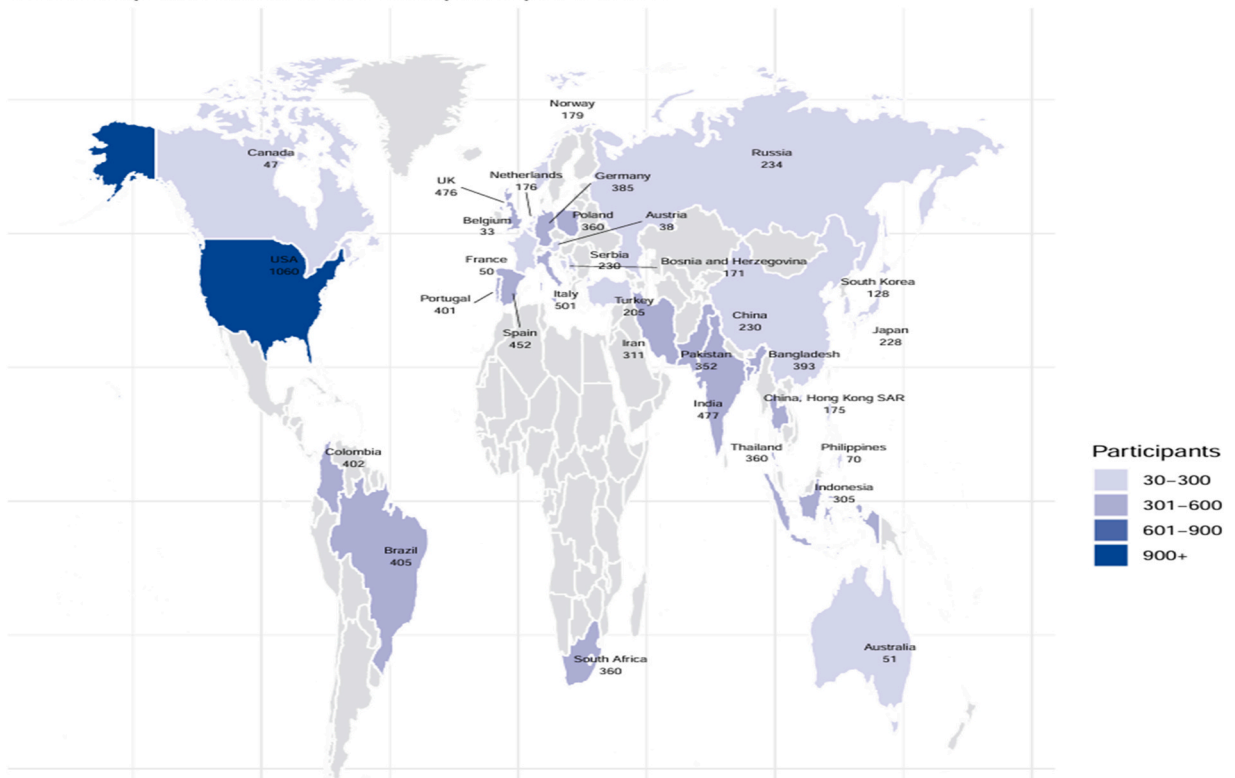 Norway
179
Canada
47
Russia
234
UK
476
Netherlands
176
Germany
385
Belgium
33
Poland
360
Austria
38
USA
1060
France
50
Serbia
230
Bosnia and Herzegovina
171
South Korea
128
Portugal
401
Italy
501
Turkey
205
China
230
Japan
228
Spain
452
Iran
311
Pakistan
352
Bangladesh
393
India
477
China, Hong Kong SAR
175
Colombia
402
Thailand
360
Philippines
70
Indonesia
305
Brazil
405
South Africa
360
Australia
51
Participants
30–300
301–600
601–900
900+